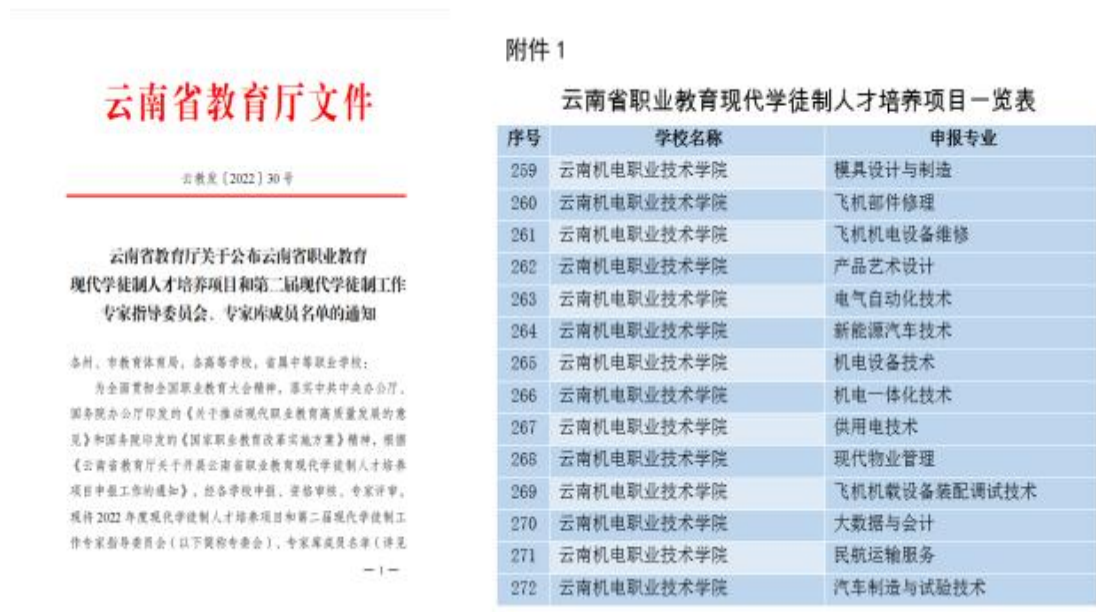 云南省教育厅文件
云教发〔2022〕30号
云南省教育厅关于公布云南省职业教育
现代学徒制人才培养项目和第二届现代学徒制工作
专家指导委员会、专家库成员名单的通知
各州、市教育体育局，各高等学校，省属中等职业学校：
为全面贯彻全国职业教育大会精神，落实中共中央办公厅、
国务院办公厅印发的《关于推动现代职业教育高质量发展的意
见》和国务院印发的《国家职业教育改革实施方案》精神，根据
《云南省教育厅关于开展云南省职业教育现代学徒制人才培养
项目申报工作的通知》，经各学校申报、资格审核、专家评审，
现将2022年度现代学徒制人才培养项目和第二届现代学徒制工
作专家指导委员会（以下简称专委会）、专家库成员名单（详见
—1—
附件1
云南省职业教育现代学徒制人才培养项目一览表
序号 学校名称 申报专业
259 云南机电职业技术学院 模具设计与制造
260 云南机电职业技术学院 飞机部件修理
261 云南机电职业技术学院 飞机机电设备维修
262 云南机电职业技术学院 产品艺术设计
263 云南机电职业技术学院 电气自动化技术
264 云南机电职业技术学院 新能源汽车技术
265 云南机电职业技术学院 机电设备技术
266 云南机电职业技术学院 机电一体化技术
267 云南机电职业技术学院 供用电技术
268 云南机电职业技术学院 现代物业管理
269 云南机电职业技术学院 飞机机载设备装配调试技术
270 云南机电职业技术学院 大数据与会计
271 云南机电职业技术学院 民航运输服务
272 云南机电职业技术学院 汽车制造与试验技术